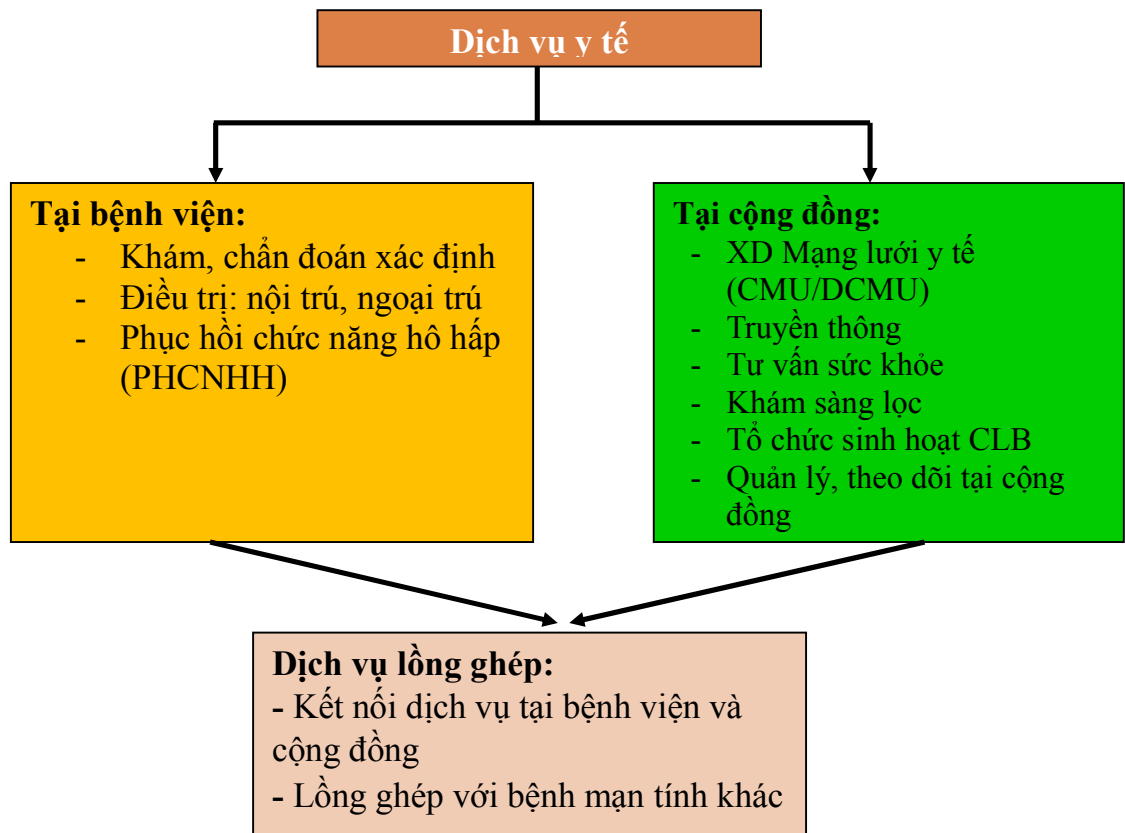 Dịch vụ y tế
Tại bệnh viện:
- Khám, chẩn đoán xác định
- Điều trị: nội trú, ngoại trú
- Phục hồi chức năng hô hấp
(PHCNHH)
Tại cộng đồng:
- XD Mạng lưới y tế
(CMU/DCMU)
- Truyền thông
- Tư vấn sức khỏe
- Khám sàng lọc
- Tổ chức sinh hoạt CLB
- Quản lý, theo dõi tại cộng
đồng
Dịch vụ lồng ghép:
- Kết nối dịch vụ tại bệnh viện và
cộng đồng
- Lồng ghép với bệnh mạn tính khác